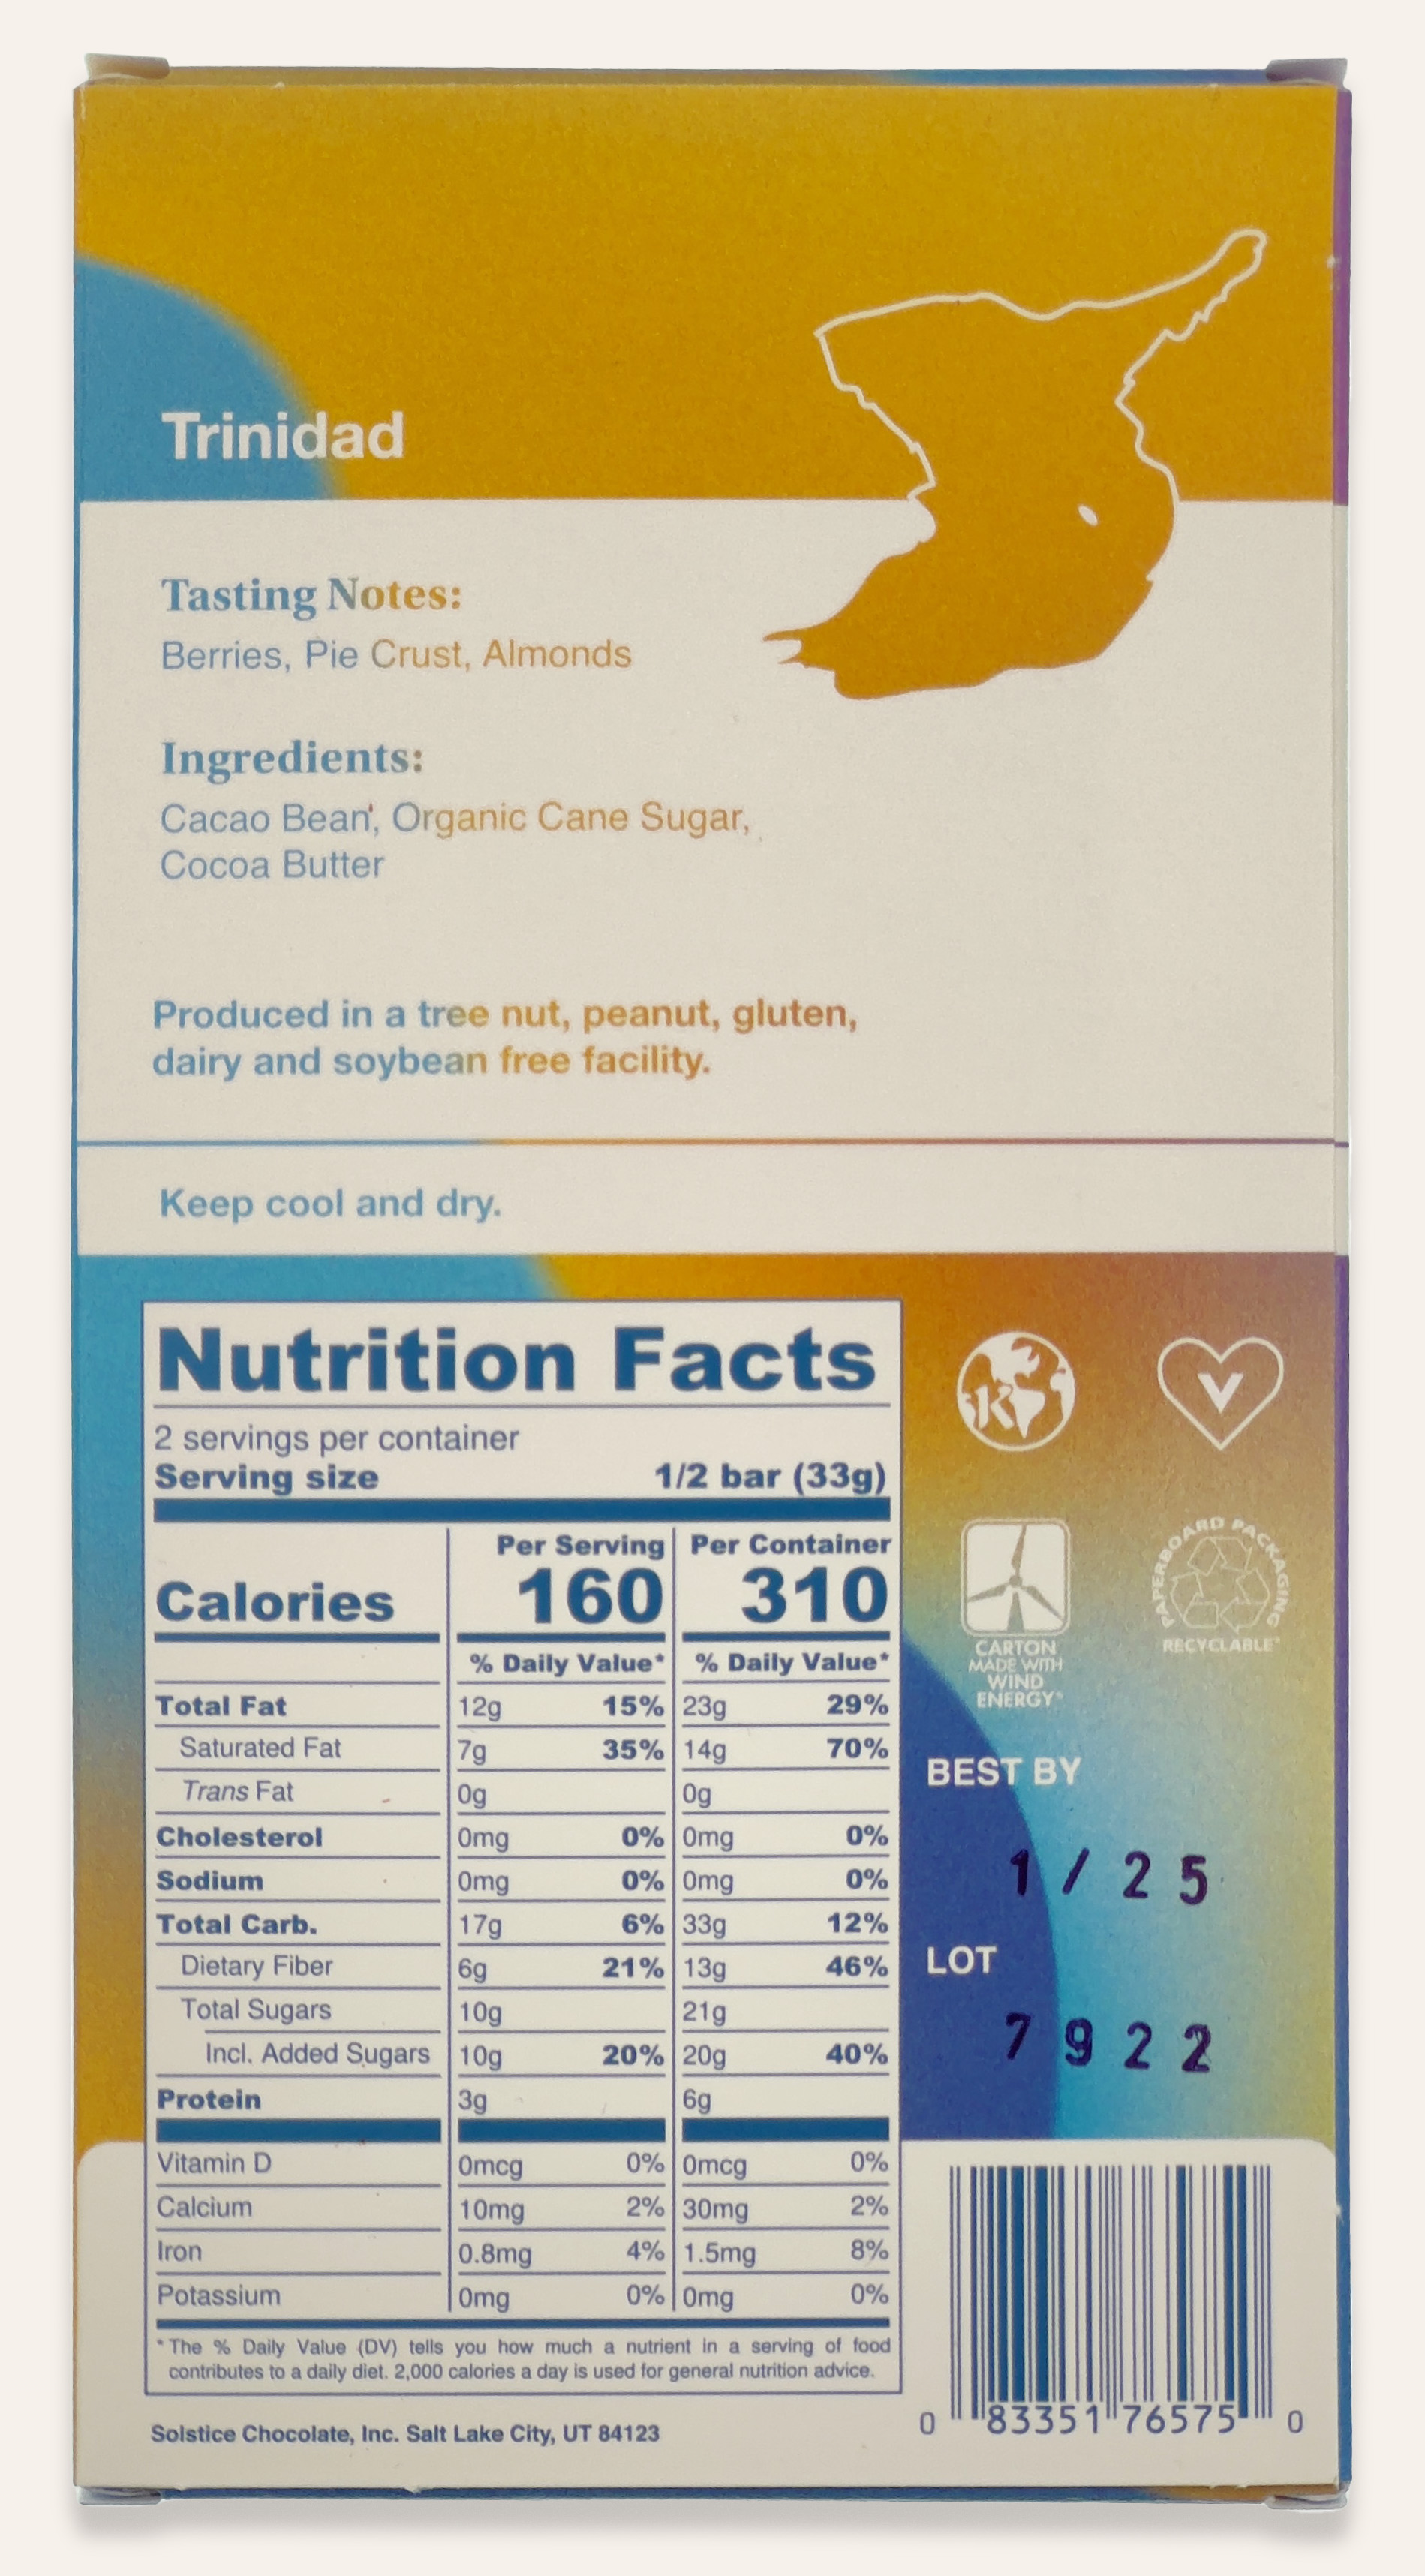 Trinidad
Tasting Notes:
Berries, Pie Crust, Almonds
Ingredients:
Cacao Bean', Organic Cane Sugar,
Cocoa Butter
Produced in a tree nut, peanut, gluten,
dairy and soybean free facility.
Keep cool and dry.
Nutrition Facts
2 servings per container
Serving size 1/2 bar (33g)
Per Serving Per Container
Calories 160 310
% Daily Value* % Daily Value*
Total Fat 12g 15% 23g 29%
Saturated Fat 7g 35% 14g 70%
Trans Fat 0g 0g
Cholesterol 0mg 0% 0mg 0%
Sodium 0mg 0% 0mg 0%
Total Carb. 17g 6% 33g 12%
Dietary Fiber 6g 21% 13g 46%
Total Sugars 10g 21g
Incl. Added Sugars 10g 20% 20g 40%
Protein 3g 6g
Vitamin D 0mcg 0% 0mcg 0%
Calcium 10mg 2% 30mg 2%
Iron 0.8mg 4% 1.5mg 8%
Potassium 0mg 0% 0mg 0%
* The % Daily Value (DV) tells you how much a nutrient in a serving of food
contributes to a daily diet. 2,000 calories a day is used for general nutrition advice.
Solstice Chocolate, Inc. Salt Lake City, UT 84123
K
V
CARTON
MADE WITH
WIND
ENERGY*
PAPERBOARD PACKAGING
RECYCLABLE*
BEST BY
1/25
LOT
7922
0 83351 76575 0